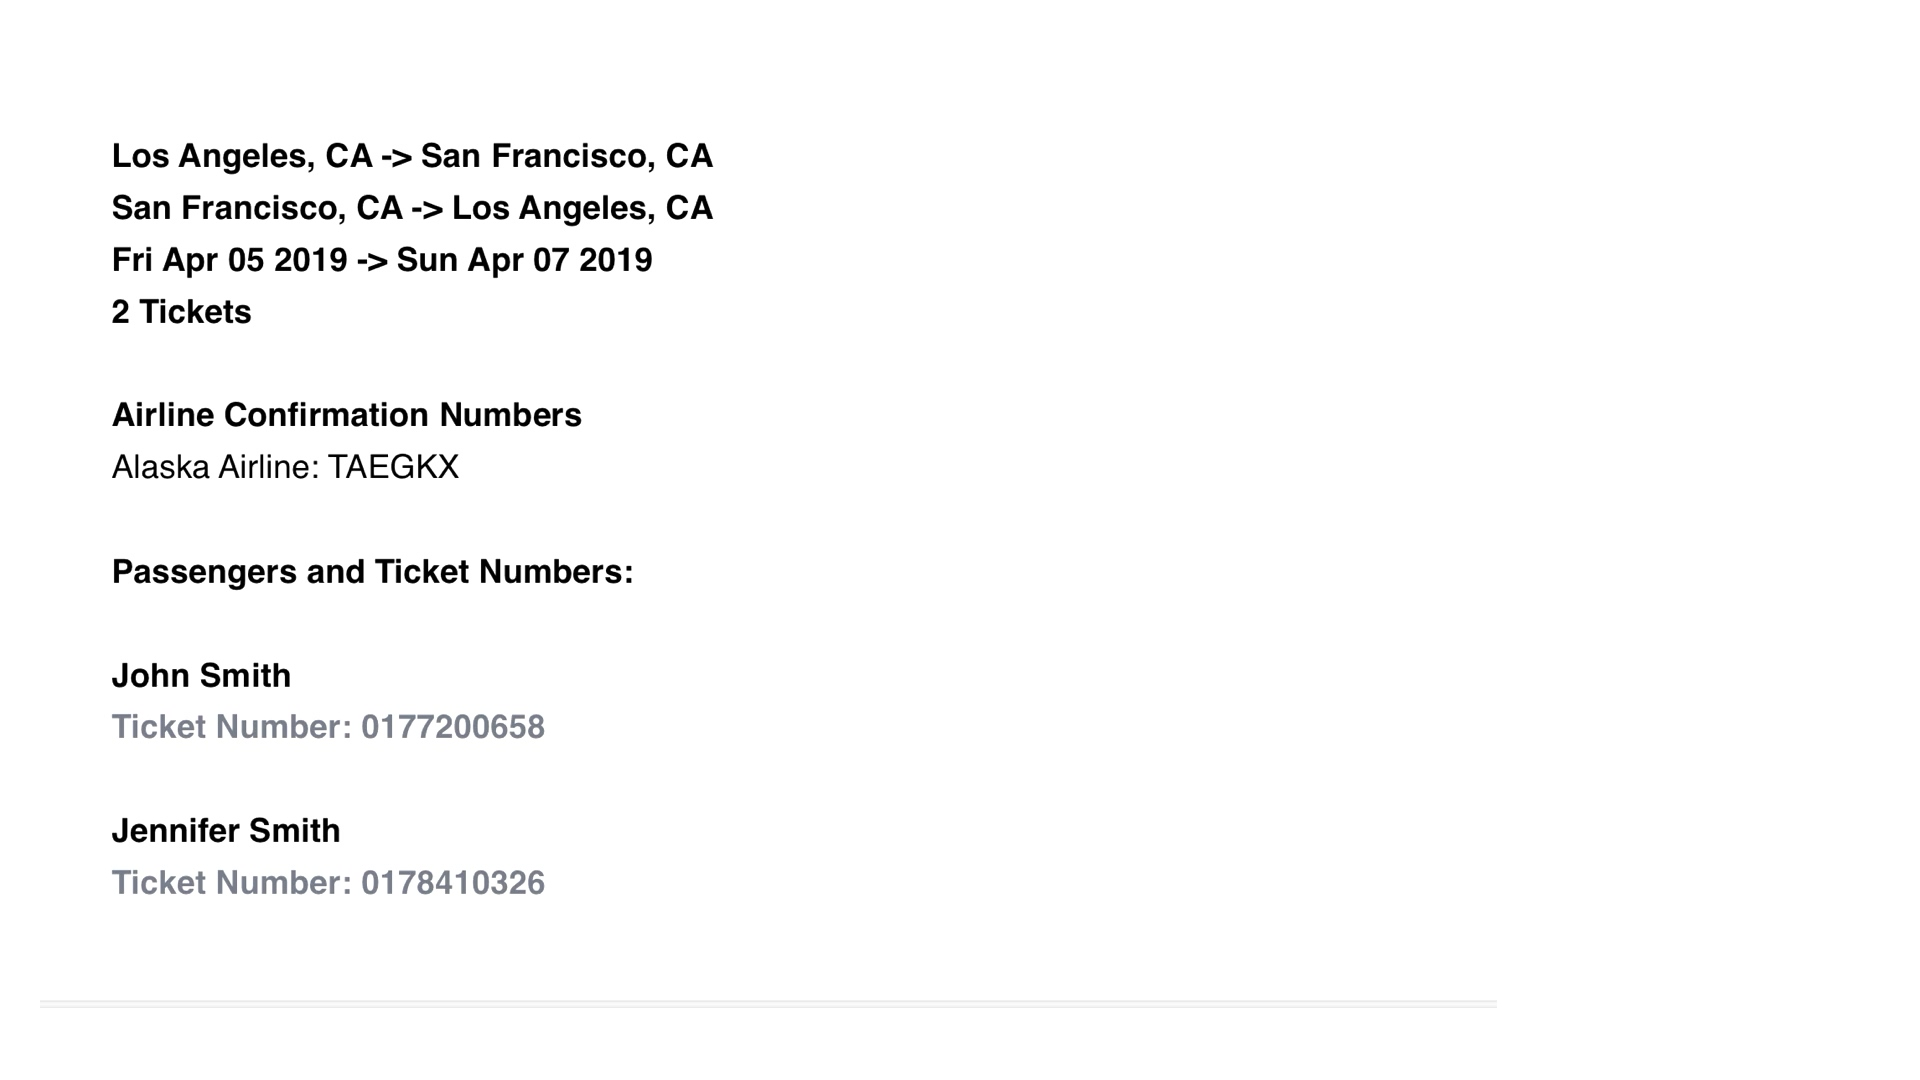 Los Angeles, CA -> San Francisco, CA
San Francisco, CA -> Los Angeles, CA
Fri Apr 05 2019 -> Sun Apr 07 2019
2 Tickets
Airline Confirmation Numbers
Alaska Airline: TAEGKX
Passengers and Ticket Numbers:
John Smith
Ticket Number: 0177200658
Jennifer Smith
Ticket Number: 0178410326